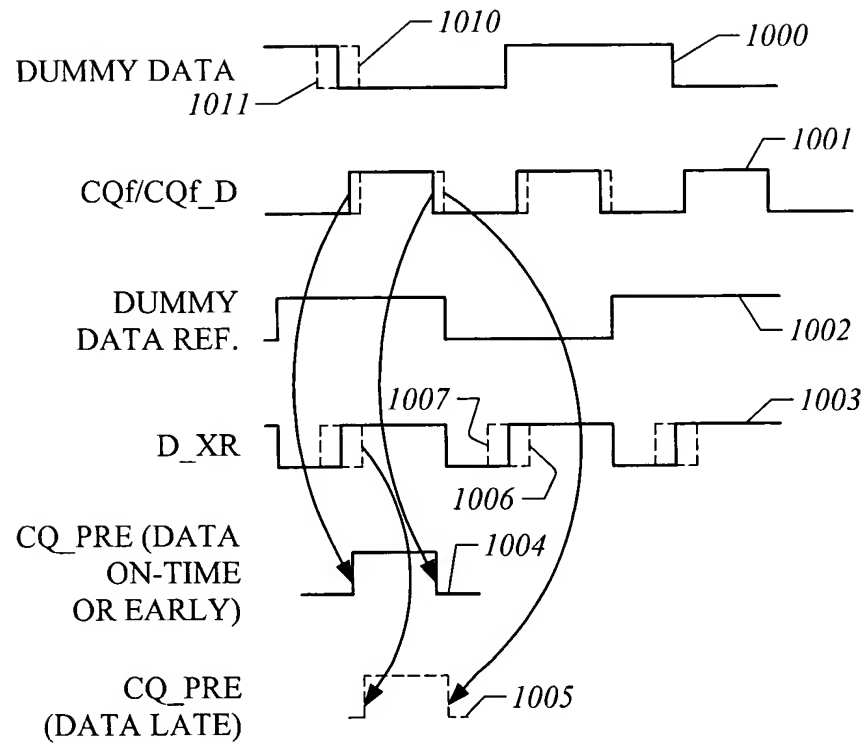 1010
1000
DUMMY DATA
1011
1001
CQf/CQf_D
DUMMY
DATA REF.
1002
1007
1003
D_XR
1006
CQ_PRE (DATA
ON-TIME
OR EARLY)
1004
CQ_PRE
(DATA LATE)
1005